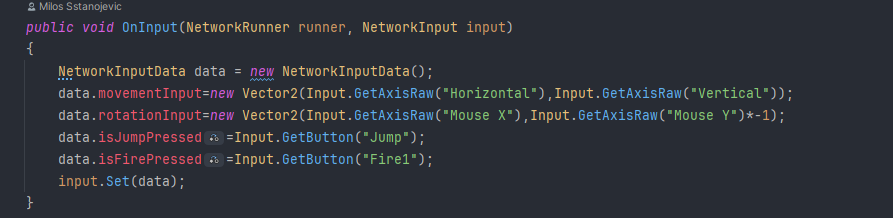 Milos Sstanojevic
public void OnInput(NetworkRunner runner, NetworkInput input)
{
NetworkInputData data = new NetworkInputData();
data.movementInput=new Vector2(Input.GetAxisRaw("Horizontal"),Input.GetAxisRaw("Vertical"));
data.rotationInput=new Vector2(Input.GetAxisRaw("Mouse X"),Input.GetAxisRaw("Mouse Y")*-1);
data.isJumpPressed=Input.GetButton("Jump");
data.isFirePressed=Input.GetButton("Fire1");
input.Set(data);
}